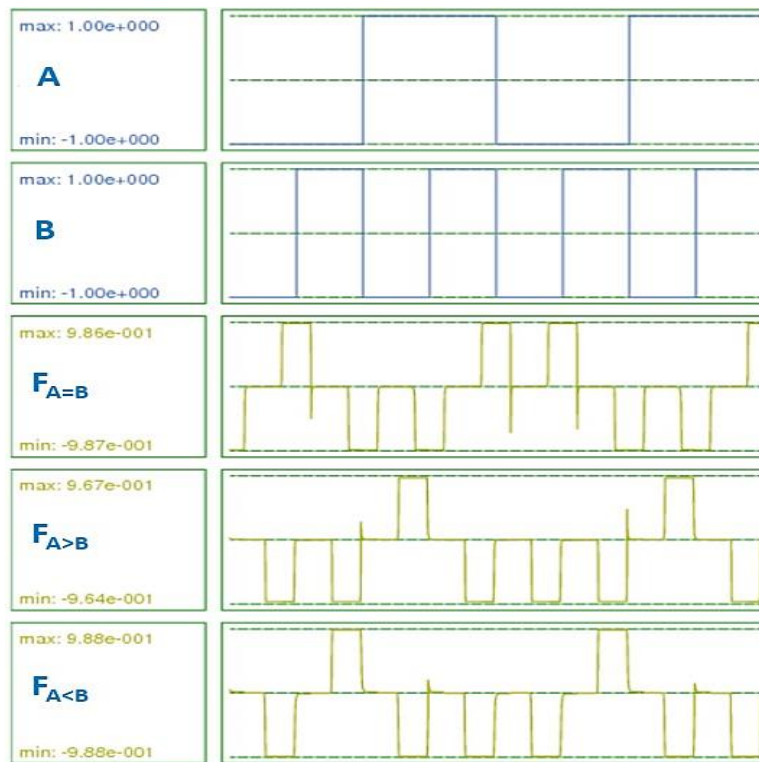 max: 1.00e+000
A
min: -1.00e+000
max: 1.00e+000
B
min: -1.00e+000
max: 9.86e-001
FA=B
min: -9.87e-001
max: 9.67e-001
FA>B
min: -9.64e-001
max: 9.88e-001
FA<B
min: -9.88e-001